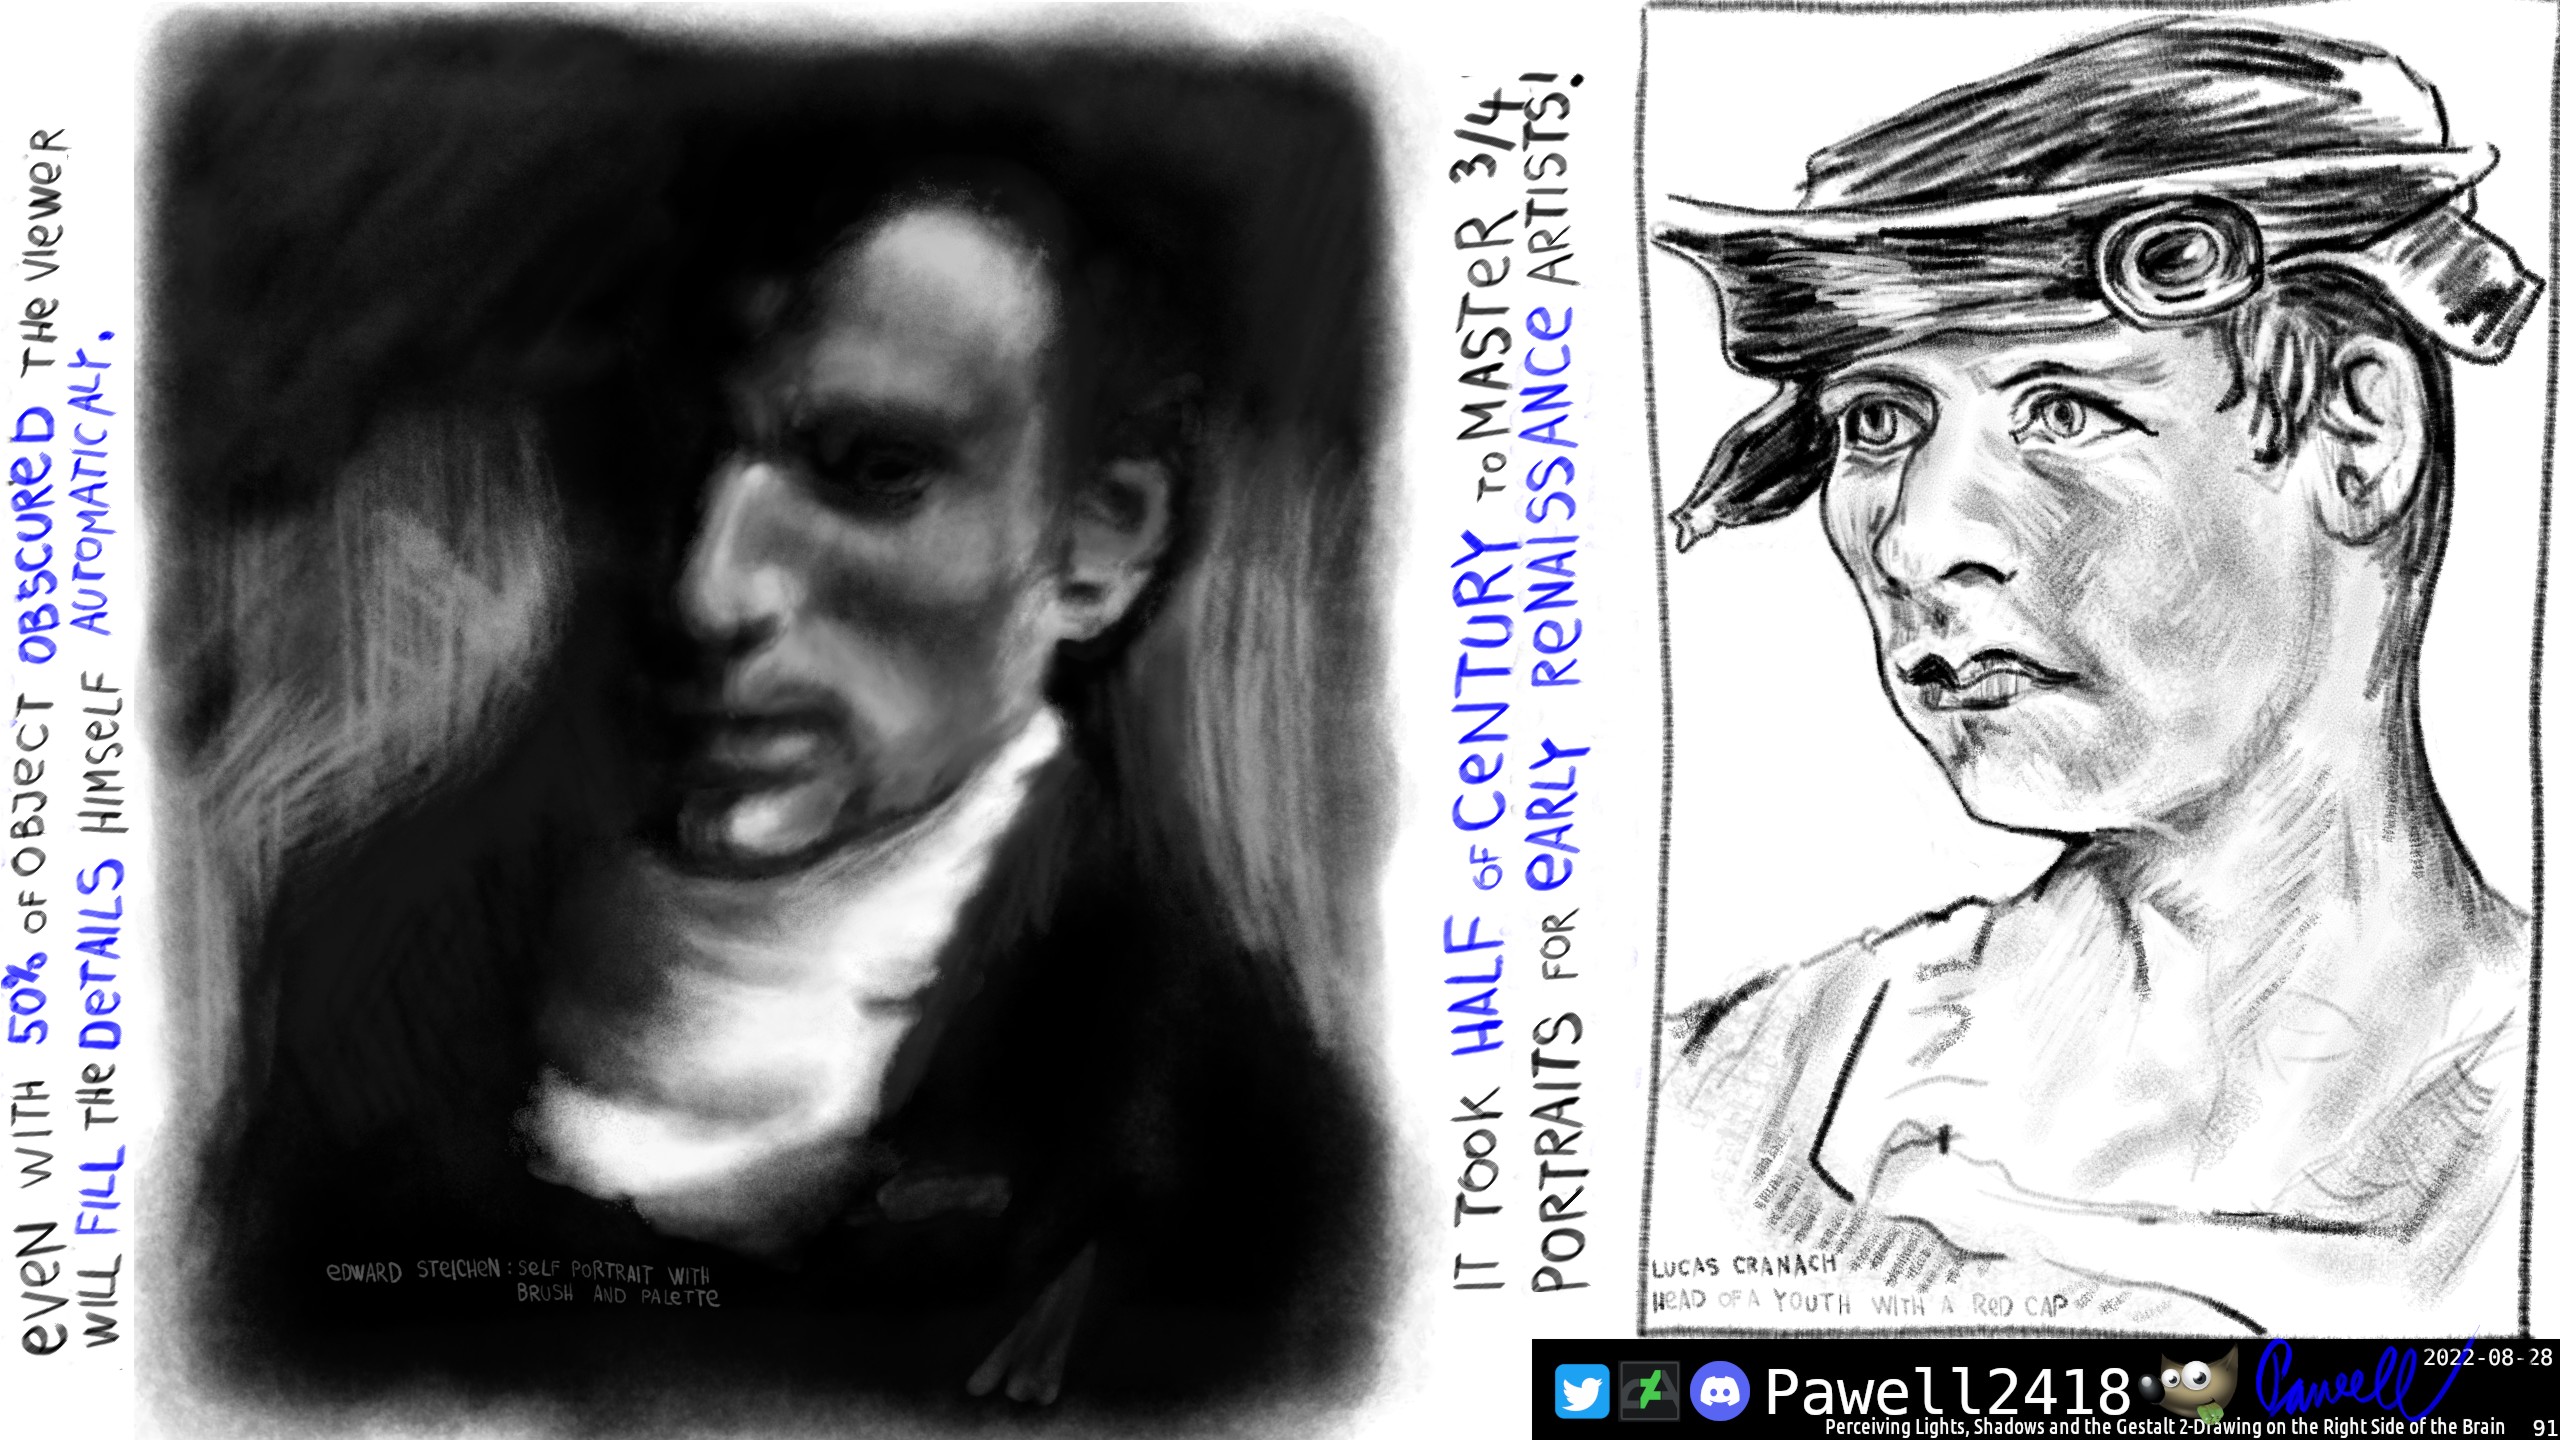 eVeN WITH 50% OF OBJeCT OBSCUReD THe VIeWeR
WILL FILL THe DeTAILS HIMSeLF AUTOMATICALY.
eDWARD STeICHeN: SeLF PORTRAIT WITH
BRUSH AND PALeTTe
IT TOOK HALF OF CeNTURY TO MASTeR 3/4
PORTRAITS FOR eARLY ReNAISSANCe ARTISTS!
LUCAS CRANACH
HeAD OF A YOUTH WITH A ReD CAP
Pawell2418
Pawell
2022-08-28
Perceiving Lights, Shadows and the Gestalt 2-Drawing on the Right Side of the Brain 91